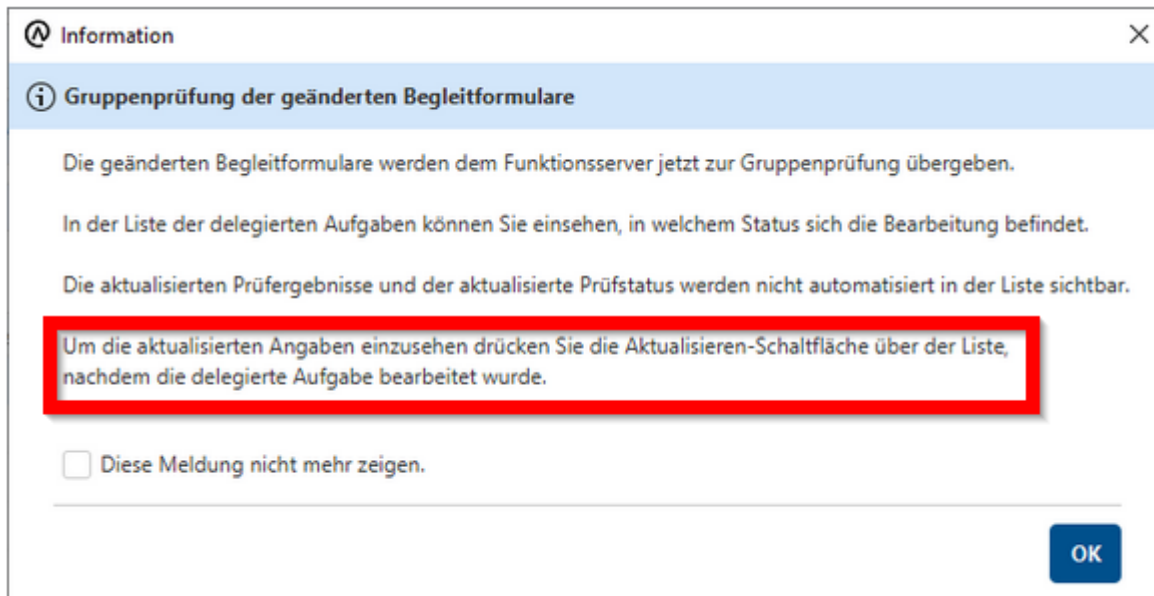 Information
Gruppenprüfung der geänderten Begleitformulare
Die geänderten Begleitformulare werden dem Funktionsserver jetzt zur Gruppenprüfung übergeben.
In der Liste der delegierten Aufgaben können Sie einsehen, in welchem Status sich die Bearbeitung befindet.
Die aktualisierten Prüfergebnisse und der aktualisierte Prüfstatus werden nicht automatisiert in der Liste sichtbar.
Um die aktualisierten Angaben einzusehen drücken Sie die Aktualisieren-Schaltfläche über der Liste,
nachdem die delegierte Aufgabe bearbeitet wurde.
Diese Meldung nicht mehr zeigen.
OK